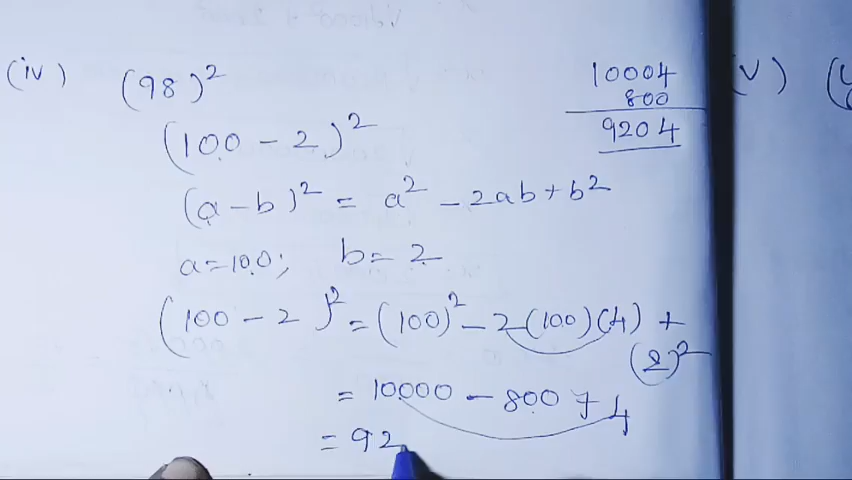 (iv) (98)²
(100 - 2)²
(a - b)² = a² - 2ab + b²
a = 100; b = 2
(100 - 2)² = (100)² - 2(100)(4) +
(2)²
= 10000 - 800 + 4
= 92
10004
800
9204
(V) (